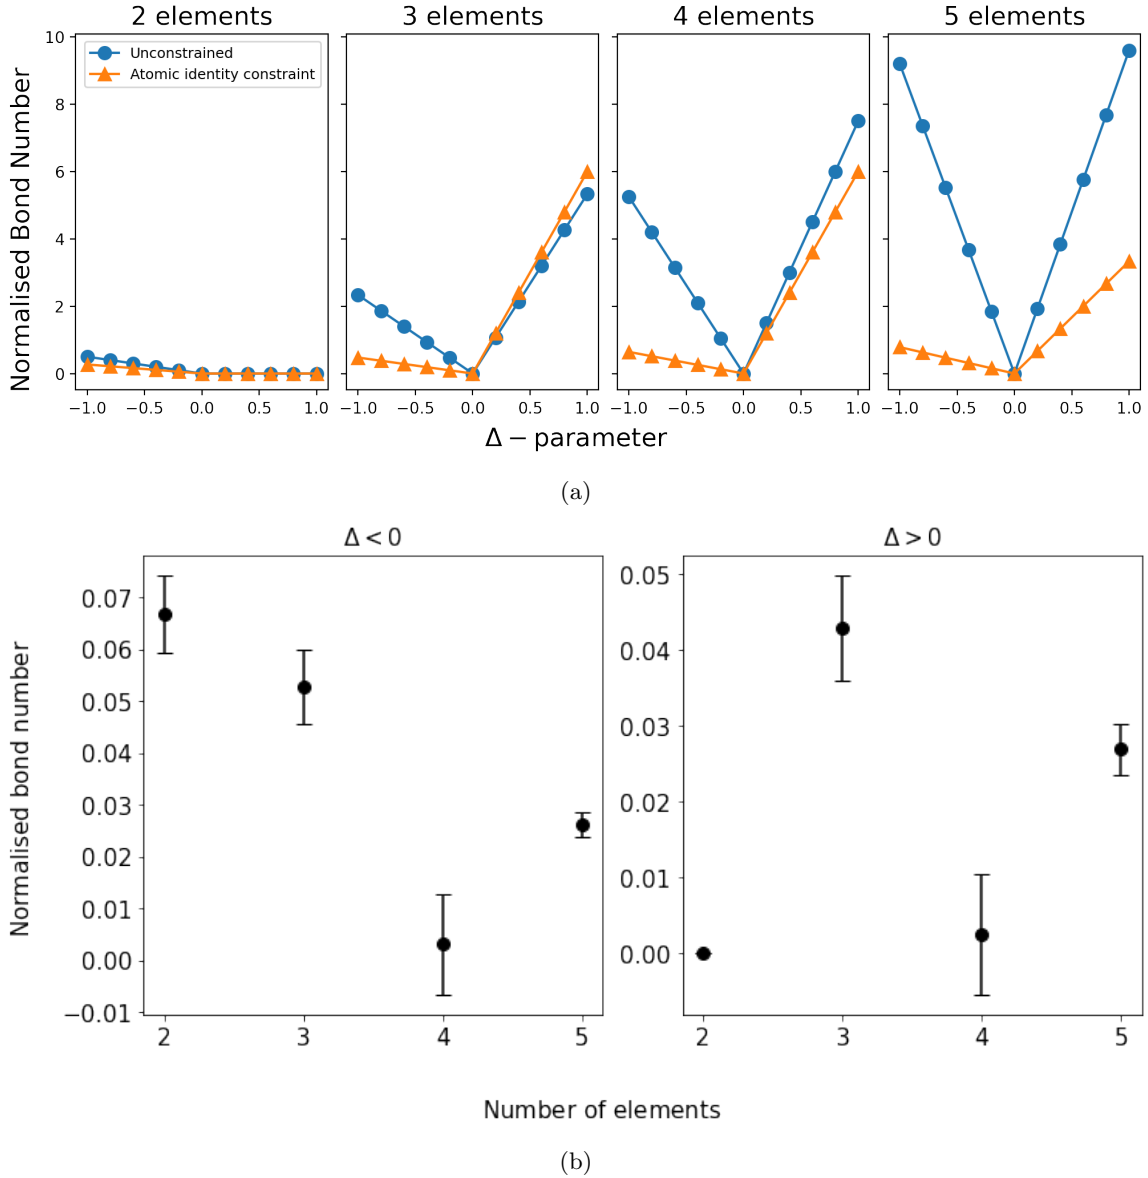 2 elements 3 elements 4 elements 5 elements
Normalised Bond Number
10
8
6
4
2
0
Unconstrained
Atomic identity constraint
−1.0 −0.5 0.0 0.5 1.0 −1.0 −0.5 0.0 0.5 1.0 −1.0 −0.5 0.0 0.5 1.0 −1.0 −0.5 0.0 0.5 1.0
Δ − parameter
(a)
Δ < 0 Δ > 0
Normalised bond number
0.07
0.06
0.05
0.04
0.03
0.02
0.01
0.00
−0.01
2 3 4 5
0.05
0.04
0.03
0.02
0.01
0.00
2 3 4 5
Number of elements
(b)